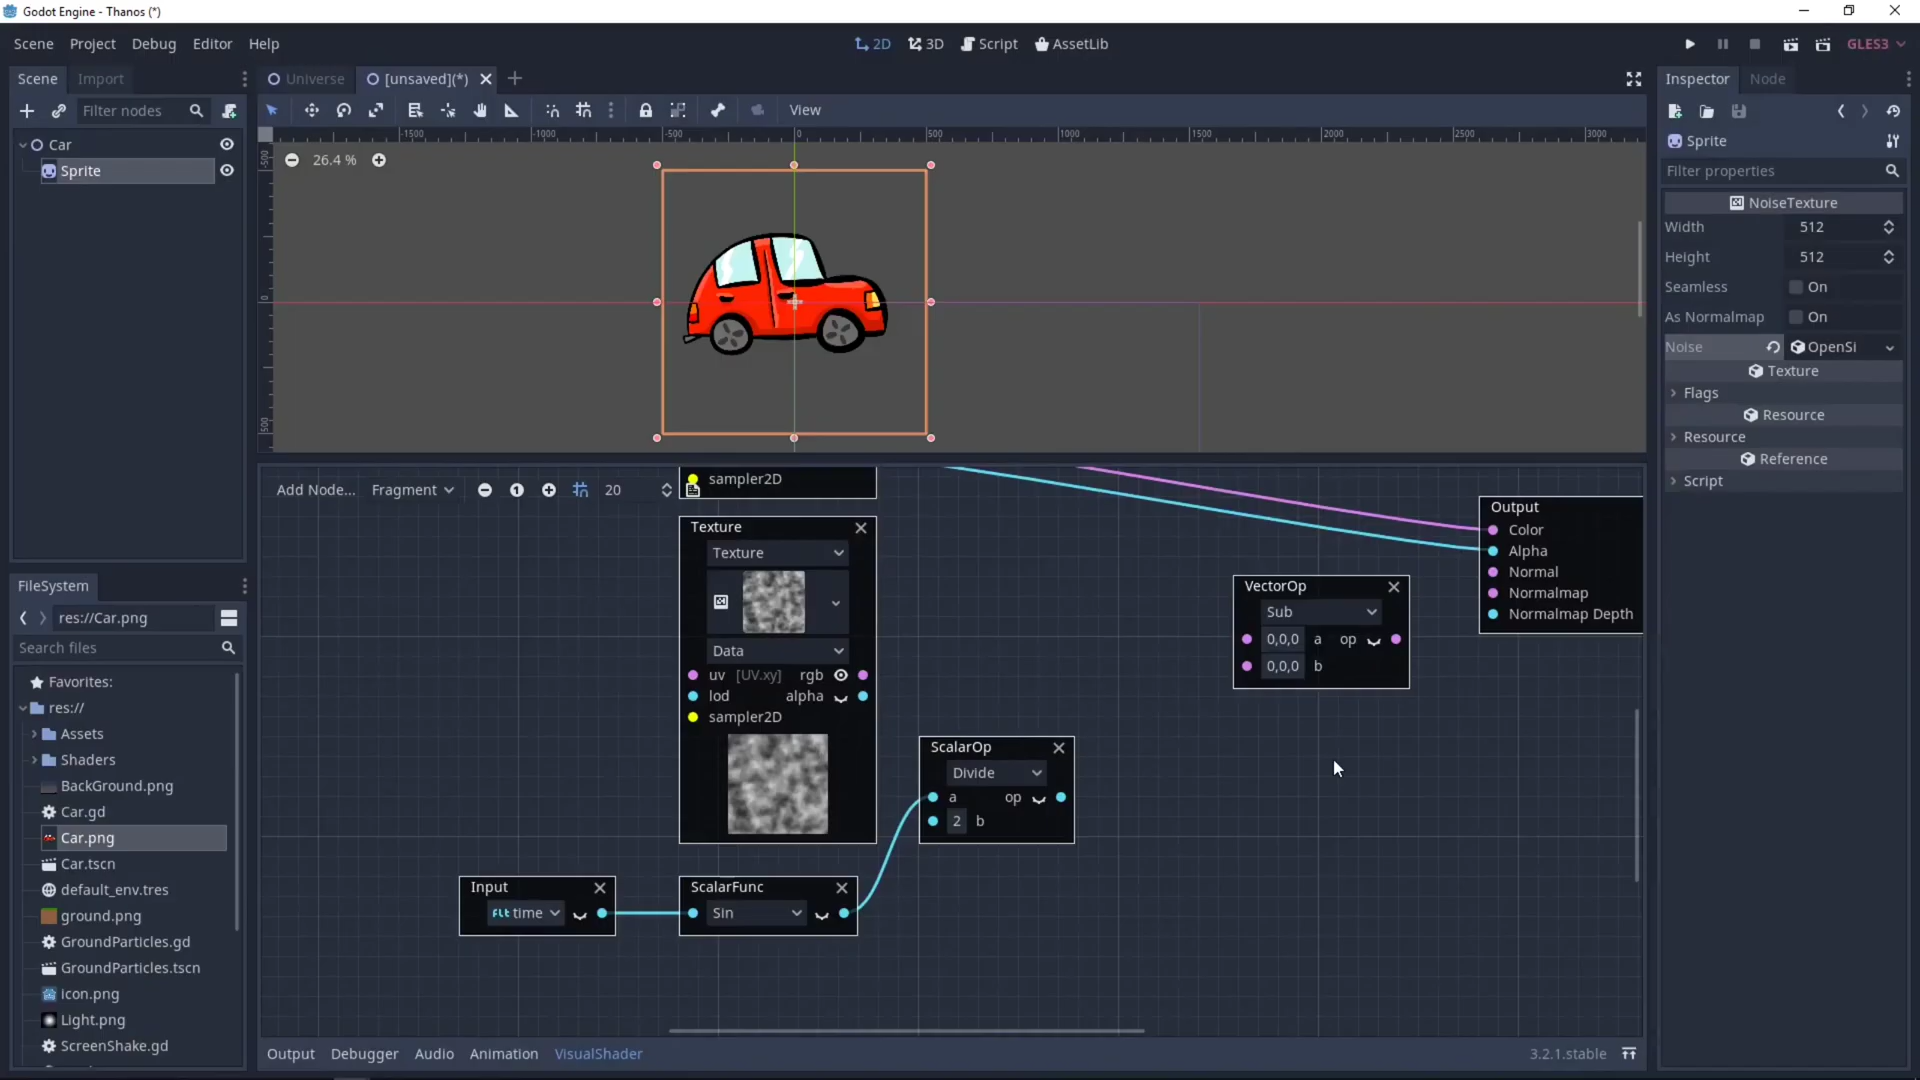 Godot Engine - Thanos (*)
Scene Project Debug Editor Help
2D 3D Script AssetLib
GLES3
Scene Import
Universe [unsaved](*)
Inspector Node
Filter nodes
View
Car
Sprite
-1500 -1000 -500 0 500 1000 1500 2000 2500 3000
-500
0
500
26.4 %
Sprite
Filter properties
NoiseTexture
Width 512
Height 512
Seamless On
As Normalmap On
Noise OpenSi
Texture
Flags
Resource
Resource
Reference
Script
Add Node... Fragment 1 20
sampler2D
Texture
Texture
Data
uv [UV.xy] rgb
lod alpha
sampler2D
Output
Color
Alpha
Normal
Normalmap
Normalmap Depth
VectorOp
Sub
0,0,0 a op
0,0,0 b
ScalarOp
Divide
a op
2 b
Input
Flt time
ScalarFunc
Sin
FileSystem
res://Car.png
Search files
Favorites:
res://
Assets
Shaders
BackGround.png
Car.gd
Car.png
Car.tscn
default_env.tres
ground.png
GroundParticles.gd
GroundParticles.tscn
icon.png
Light.png
ScreenShake.gd
Output Debugger Audio Animation VisualShader
3.2.1.stable